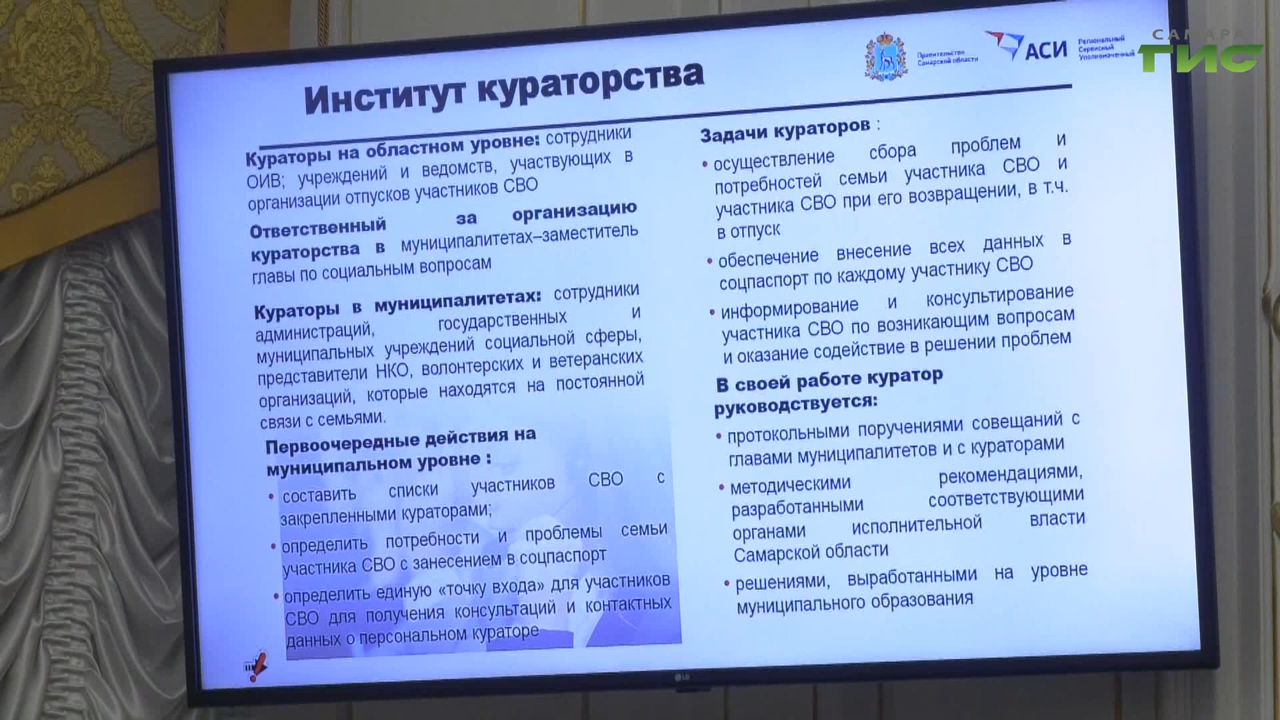 САМАРА
ГИС
Правительство
Самарской области
АСИ
Региональный
Сервисный
Уполномоченный
Институт кураторства
Кураторы на областном уровне: сотрудники
ОИВ; учреждений и ведомств, участвующих в
организации отпусков участников СВО
Ответственный за организацию
кураторства в муниципалитетах–заместитель
главы по социальным вопросам
Кураторы в муниципалитетах: сотрудники
администраций, государственных и
муниципальных учреждений социальной сферы,
представители НКО, волонтерских и ветеранских
организаций, которые находятся на постоянной
связи с семьями.
Первоочередные действия на
муниципальном уровне :
• составить списки участников СВО с
закрепленными кураторами;
• определить потребности и проблемы семьи
участника СВО с занесением в соцпаспорт
• определить единую «точку входа» для участников
СВО для получения консультаций и контактных
данных о персональном кураторе
Задачи кураторов :
• осуществление сбора проблем и
потребностей семьи участника СВО и
участника СВО при его возвращении, в т.ч.
в отпуск
• обеспечение внесение всех данных в
соцпаспорт по каждому участнику СВО
• информирование и консультирование
участника СВО по возникающим вопросам
и оказание содействие в решении проблем
В своей работе куратор
руководствуется:
• протокольными поручениями совещаний с
главами муниципалитетов и с кураторами
• методическими рекомендациями,
разработанными соответствующими
органами исполнительной власти
Самарской области
• решениями, выработанными на уровне
муниципального образования
LG